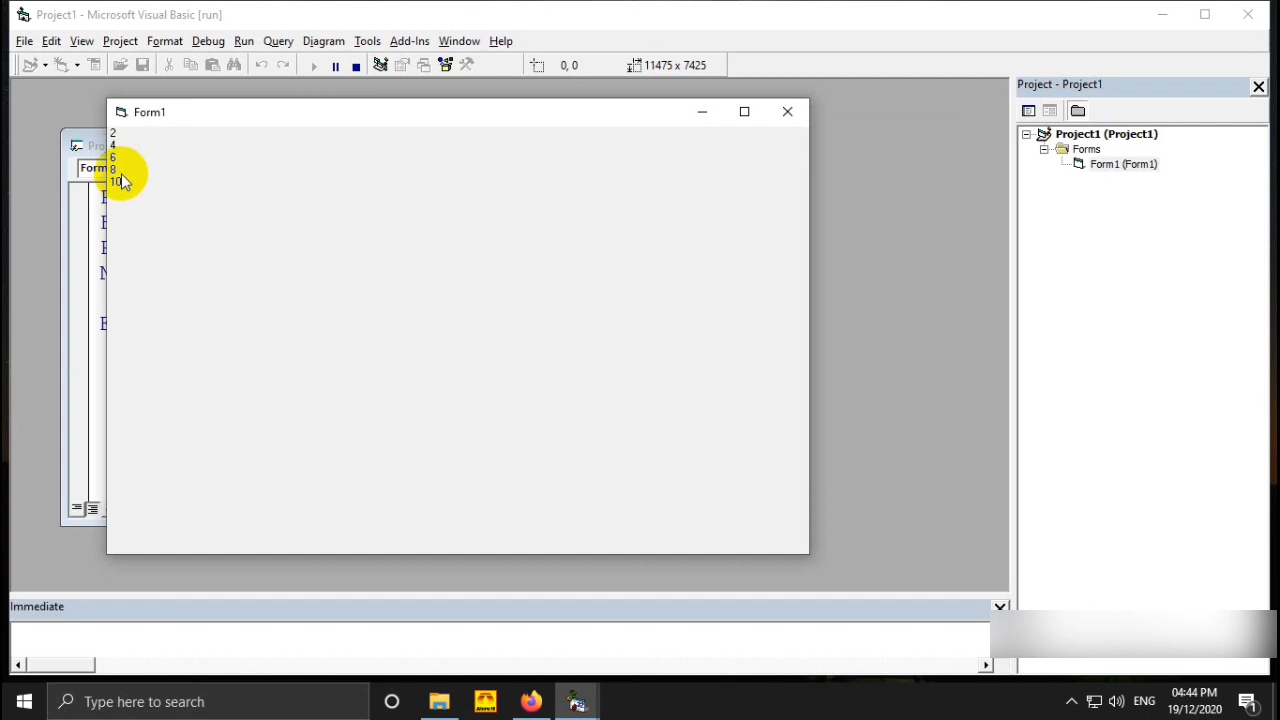 Project1 - Microsoft Visual Basic [run]
File Edit View Project Format Debug Run Query Diagram Tools Add-Ins Window Help
0, 0
11475 x 7425
Project - Project1
Form1
2
4
6
8
10
Form
Project1 (Project1)
Forms
Form1 (Form1)
Immediate
Type here to search
ENG
04:44 PM
19/12/2020
1